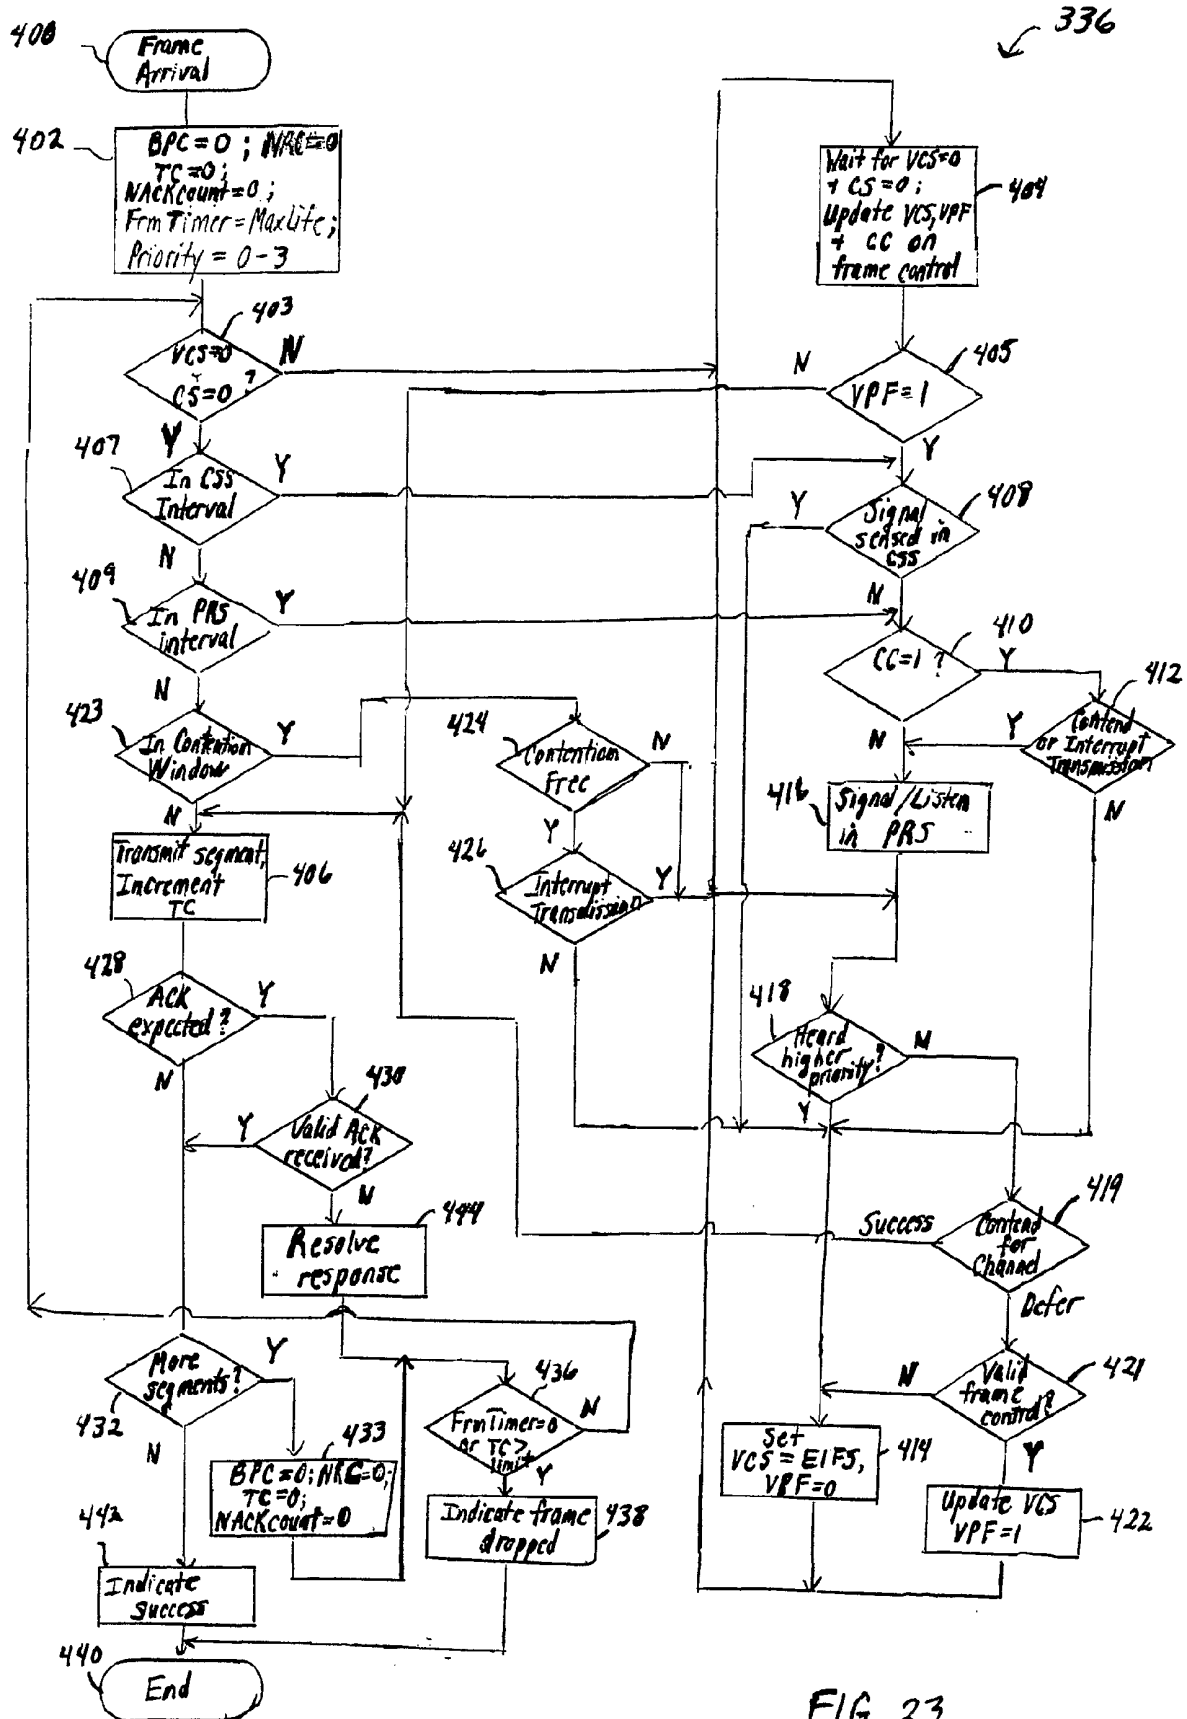 336
400
Frame
Arrival
402
BPC=0 ; NRC=0
TC=0;
NACKcount=0;
Frm Timer=Maxlife;
Priority = 0-3
Wait for VCS=0
+ CS=0;
Update VCS,VPF
+ CC on
frame control
404
403
VCS=0
+
CS=0 ?
N
Y
405
VPF=1
N
Y
407
In CSS
Interval
Y
N
408
Signal
sensed in
CSS
Y
N
409
In PRS
interval
Y
N
410
CC=1 ?
Y
N
412
Contend
or Interrupt
Transmission
Y
N
423
In Contention
Window
Y
N
424
Contention
Free
N
Y
416
Signal/Listen
in PRS
Transmit segment,
Increment
TC
406
426
Interrupt
Transmission
Y
N
428
ACK
expected?
Y
N
418
Heard
higher
priority?
N
Y
430
Valid ACK
received?
Y
N
444
Resolve
response
419
Contend
for
Channel
Success
Defer
More
segments?
432
Y
N
436
FrmTimer=0
or TC>
limit
N
Y
421
Valid
frame
control?
N
Y
433
BPC=0; NRC=0;
TC=0;
NACKcount=0
Set
VCS=EIFS,
VPF=0
414
Indicate frame
dropped
438
Update VCS
VPF=1
422
442
Indicate
success
440
End
FIG. 23